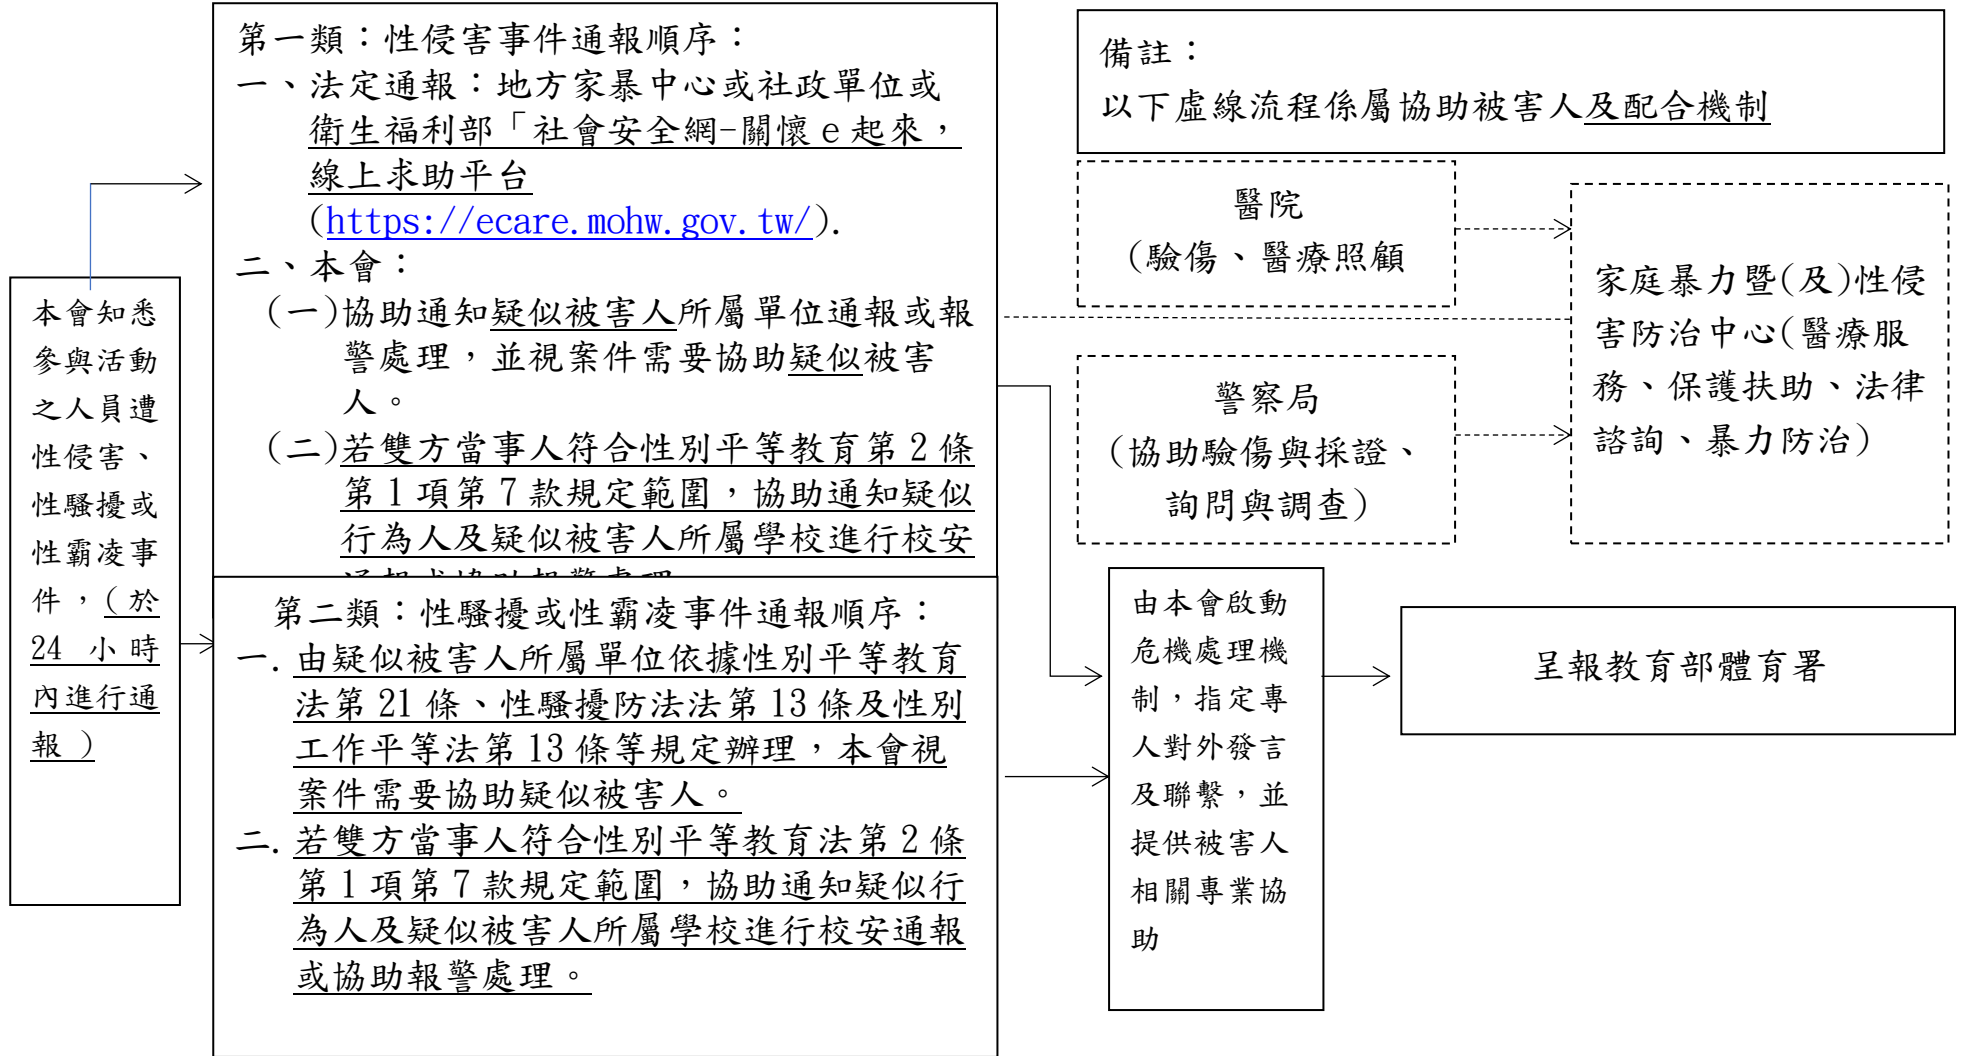 第一類：性侵害事件通報順序：
一、法定通報：地方家暴中心或社政單位或
衛生福利部「社會安全網-關懷 e 起來，
線上求助平台
(https://ecare.mohw.gov.tw/).
二、本會：
(一)協助通知疑似被害人所屬單位通報或報
警處理，並視案件需要協助疑似被害
人。
(二)若雙方當事人符合性別平等教育第 2 條
第 1 項第 7 款規定範圍，協助通知疑似
行為人及疑似被害人所屬學校進行校安
備註：
以下虛線流程係屬協助被害人及配合機制
醫院
(驗傷、醫療照顧
家庭暴力暨(及)性侵
害防治中心(醫療服
務、保護扶助、法律
諮詢、暴力防治)
警察局
(協助驗傷與採證、
詢問與調查)
本會知悉
參與活動
之人員遭
性侵害、
性騷擾或
性霸凌事
件，(於
24 小時
內進行通
報 )
第二類：性騷擾或性霸凌事件通報順序：
一. 由疑似被害人所屬單位依據性別平等教育
法第 21 條、性騷擾防法法第 13 條及性別
工作平等法第 13 條等規定辦理，本會視
案件需要協助疑似被害人。
二. 若雙方當事人符合性別平等教育法第 2 條
第 1 項第 7 款規定範圍，協助通知疑似行
為人及疑似被害人所屬學校進行校安通報
或協助報警處理。
由本會啟動
危機處理機
制，指定專
人對外發言
及聯繫，並
提供被害人
相關專業協
助
呈報教育部體育署